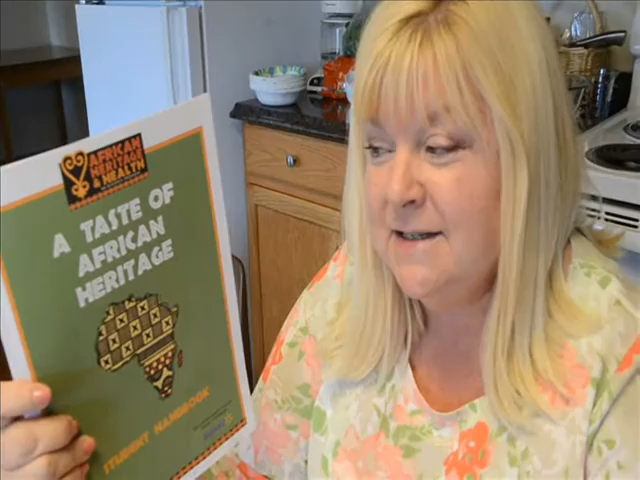 AFRICAN
HERITAGE
& HEALTH
A TASTE OF
AFRICAN
HERITAGE
STUDENT HANDBOOK